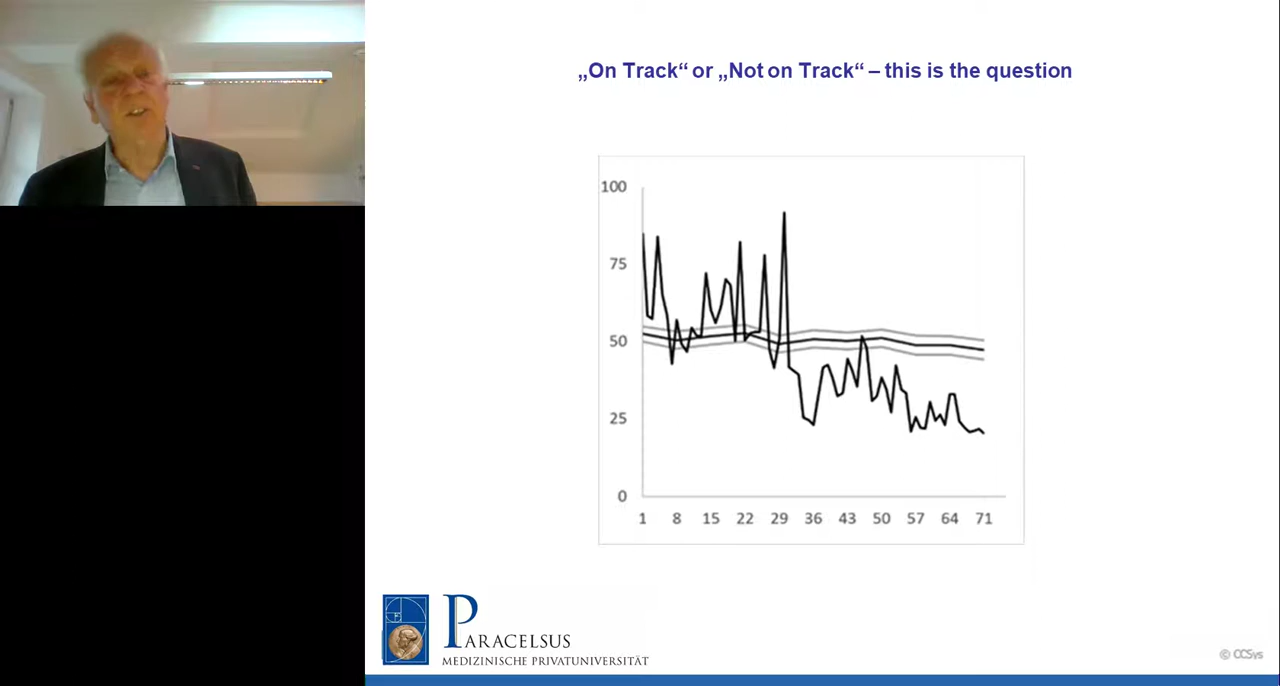 „On Track“ or „Not on Track“ – this is the question
100
75
50
25
0
1 8 15 22 29 36 43 50 57 64 71
PARACELSUS
MEDIZINISCHE PRIVATUNIVERSITÄT
© CCSys